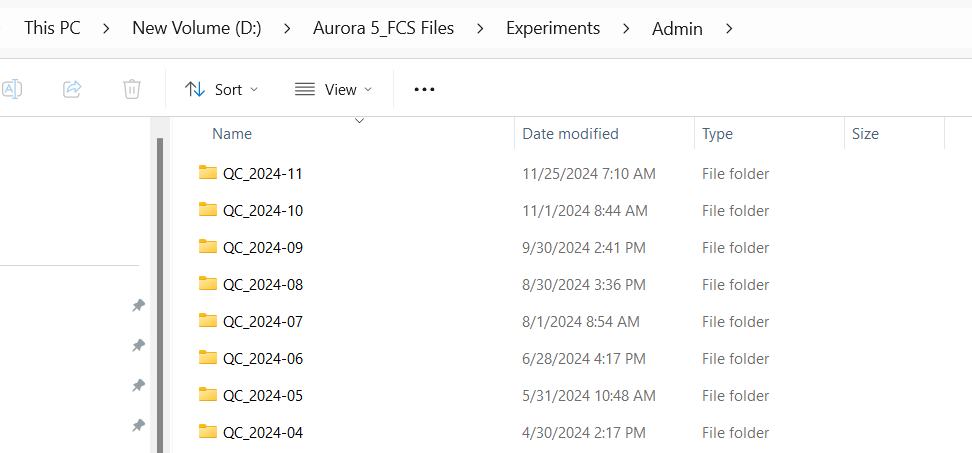 This PC > New Volume (D:) > Aurora 5_FCS Files > Experiments > Admin >
A Sort View ...
Name Date modified Type Size
QC_2024-11 11/25/2024 7:10 AM File folder
QC_2024-10 11/1/2024 8:44 AM File folder
QC_2024-09 9/30/2024 2:41 PM File folder
QC_2024-08 8/30/2024 3:36 PM File folder
QC_2024-07 8/1/2024 8:54 AM File folder
QC_2024-06 6/28/2024 4:17 PM File folder
QC_2024-05 5/31/2024 10:48 AM File folder
QC_2024-04 4/30/2024 2:17 PM File folder